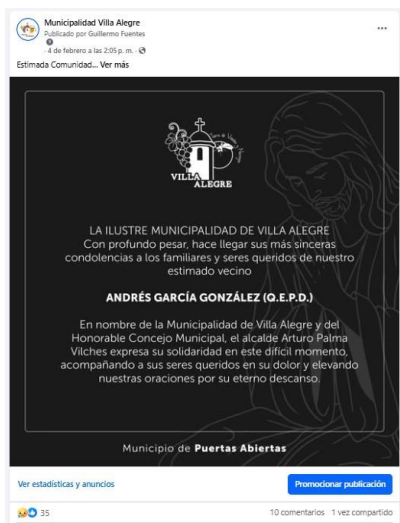 Municipalidad Villa Alegre
Publicado por Guillermo Fuentes
· 4 de febrero a las 2:05 p. m. ·
Estimada Comunidad... Ver más
VILLA
ALEGRE
LA ILUSTRE MUNICIPALIDAD DE VILLA ALEGRE
Con profundo pesar, hace llegar sus más sinceras
condolencias a los familiares y seres queridos de nuestro
estimado vecino
ANDRÉS GARCÍA GONZÁLEZ (Q.E.P.D.)
En nombre de la Municipalidad de Villa Alegre y del
Honorable Concejo Municipal, el alcalde Arturo Palma
Vilches expresa su solidaridad en este difícil momento,
acompañando a sus seres queridos en su dolor y elevando
nuestras oraciones por su eterno descanso.
Municipio de Puertas Abiertas
Ver estadísticas y anuncios
Promocionar publicación
35
10 comentarios 1 vez compartido